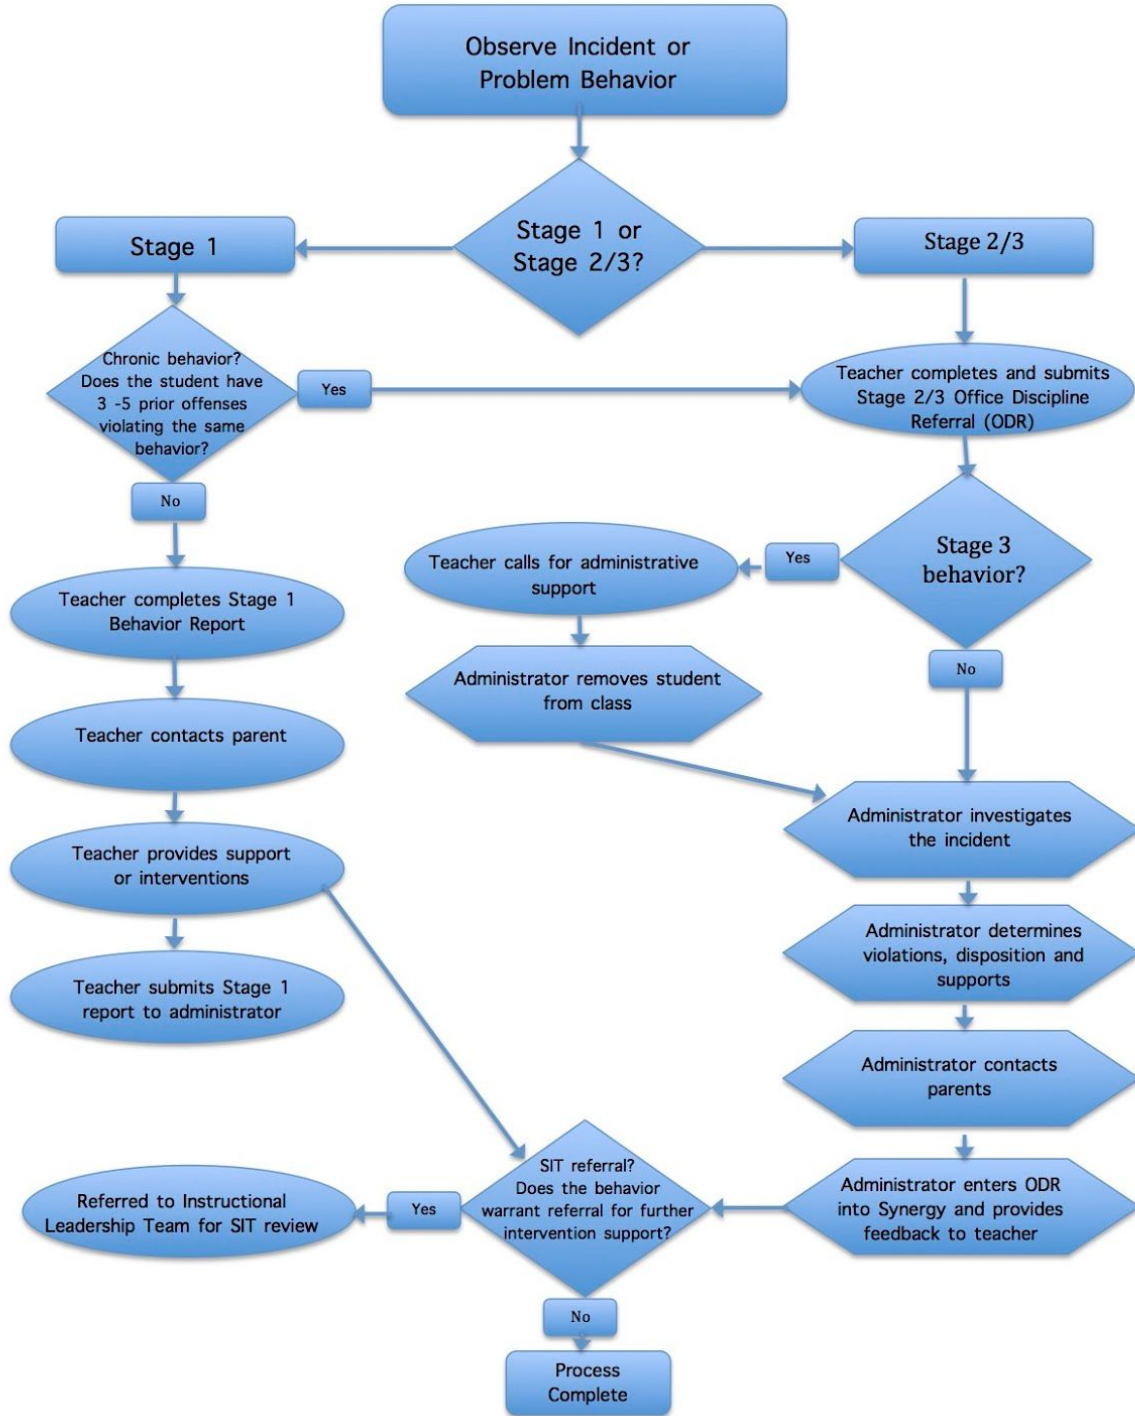 Observe Incident or
Problem Behavior
Stage 1 or
Stage 2/3?
Stage 1
Stage 2/3
Chronic behavior?
Does the student have
3 -5 prior offenses
violating the same
behavior?
Yes
Teacher completes and submits
Stage 2/3 Office Discipline
Referral (ODR)
No
Stage 3
behavior?
Yes
Teacher calls for administrative
support
Teacher completes Stage 1
Behavior Report
Administrator removes student
from class
No
Teacher contacts parent
Administrator investigates
the incident
Teacher provides support
or interventions
Administrator determines
violations, disposition and
supports
Teacher submits Stage 1
report to administrator
Administrator contacts
parents
SIT referral?
Does the behavior
warrant referral for further
intervention support?
Yes
Referred to Instructional
Leadership Team for SIT review
Administrator enters ODR
into Synergy and provides
feedback to teacher
No
Process
Complete